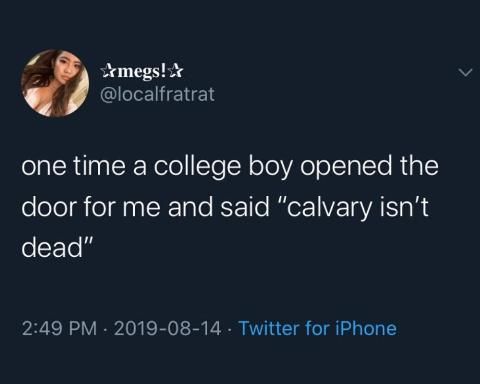 ✰megs!✰
@localfratrat
one time a college boy opened the
door for me and said “calvary isn’t
dead”
2:49 PM · 2019-08-14 · Twitter for iPhone